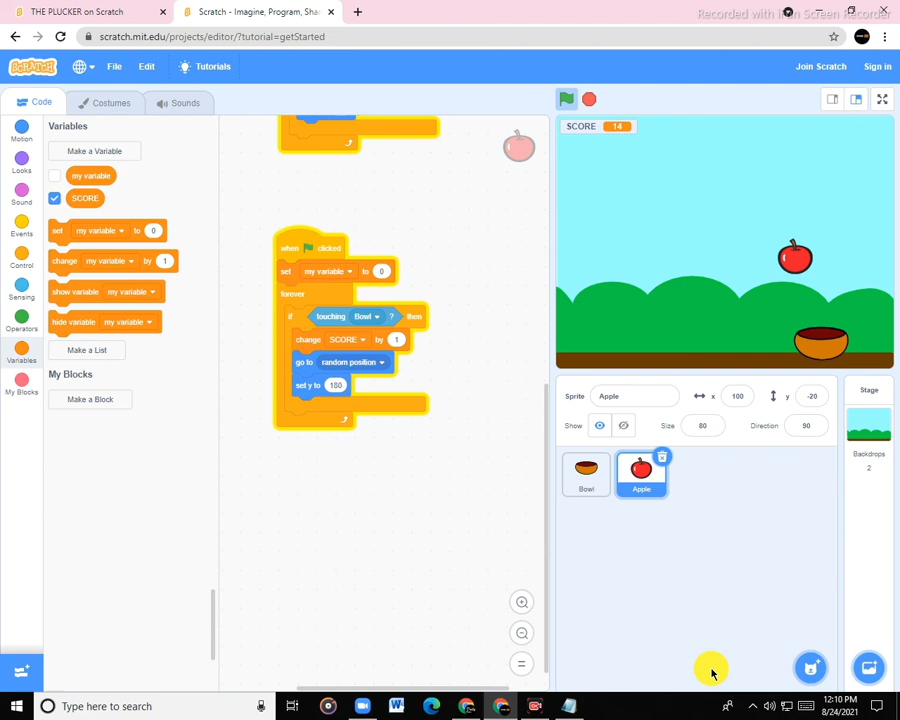 THE PLUCKER on Scratch
Scratch - Imagine, Program, Sha
Recorded with iTop Screen Recorder
scratch.mit.edu/projects/editor/?tutorial=getStarted
SCRATCH
File
Edit
Tutorials
Join Scratch
Sign in
Code
Costumes
Sounds
Motion
Looks
Sound
Events
Control
Sensing
Operators
Variables
My Blocks
Variables
Make a Variable
my variable
SCORE
set my variable to 0
change my variable by 1
show variable my variable
hide variable my variable
Make a List
My Blocks
Make a Block
when clicked
set my variable to 0
forever
if touching Bowl ? then
change SCORE by 1
go to random position
set y to 180
SCORE 14
Sprite Apple x 100 y -20
Show Size 80 Direction 90
Bowl
Apple
Stage
Backdrops
2
Type here to search
12:10 PM
8/24/2021